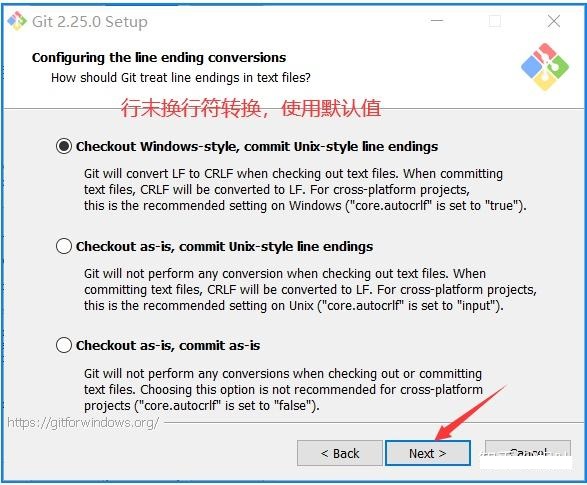 Git 2.25.0 Setup
Configuring the line ending conversions
How should Git treat line endings in text files?
行末换行符转换，使用默认值
Checkout Windows-style, commit Unix-style line endings
Git will convert LF to CRLF when checking out text files. When committing
text files, CRLF will be converted to LF. For cross-platform projects,
this is the recommended setting on Windows ("core.autocrlf" is set to "true").
Checkout as-is, commit Unix-style line endings
Git will not perform any conversion when checking out text files. When
committing text files, CRLF will be converted to LF. For cross-platform projects,
this is the recommended setting on Unix ("core.autocrlf" is set to "input").
Checkout as-is, commit as-is
Git will not perform any conversions when checking out or committing
text files. Choosing this option is not recommended for cross-platform
projects ("core.autocrlf" is set to "false").
https://gitforwindows.org/
< Back
Next >
Cancel